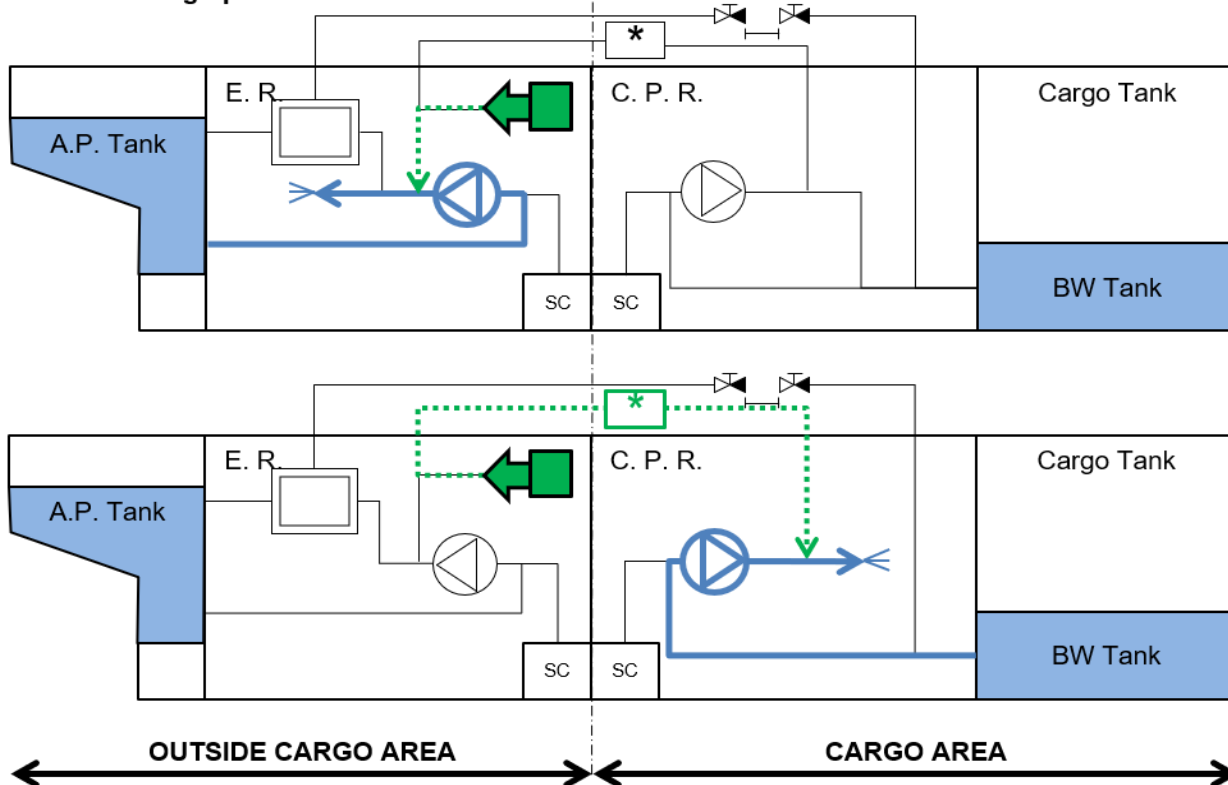 *
E. R.
C. P. R.
Cargo Tank
A.P. Tank
SC
SC
BW Tank
*
E. R.
C. P. R.
Cargo Tank
A.P. Tank
SC
SC
BW Tank
OUTSIDE CARGO AREA
CARGO AREA